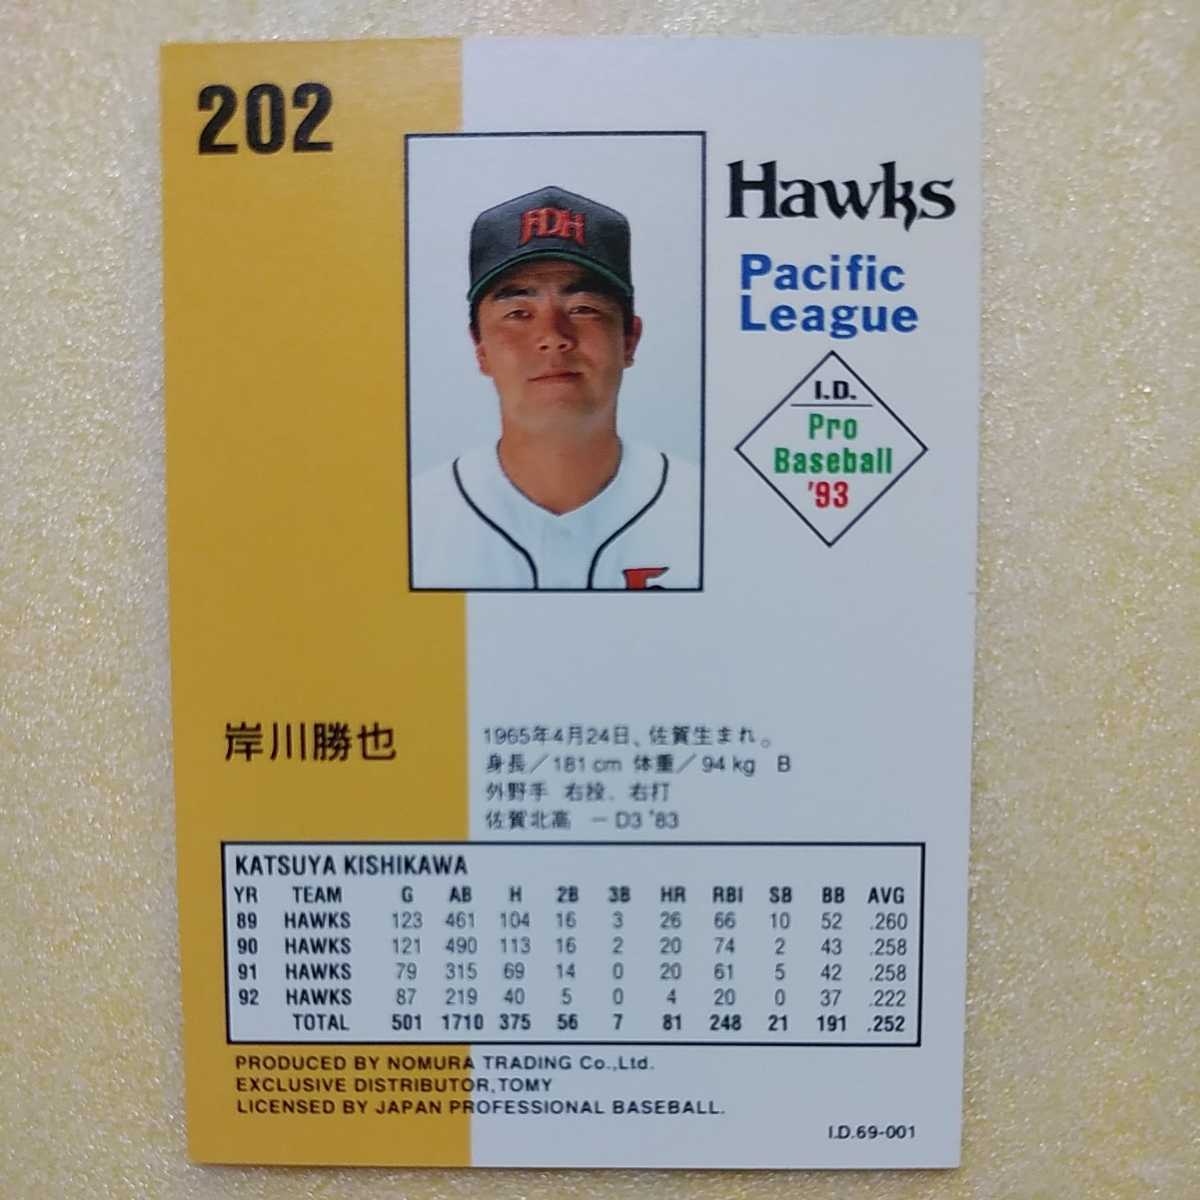 202
FDH
Hawks
Pacific
League
I.D.
Pro
Baseball
'93
岸川勝也
1965年4月24日、佐賀生まれ。
身長／181cm 体重／94kg B
外野手 右投、右打
佐賀北高 －D3 '83
KATSUYA KISHIKAWA
YR TEAM G AB H 2B 3B HR RBI SB BB AVG
89 HAWKS 123 461 104 16 3 26 66 10 52 .260
90 HAWKS 121 490 113 16 2 20 74 2 43 .258
91 HAWKS 79 315 69 14 0 20 61 5 42 .258
92 HAWKS 87 219 40 5 0 4 20 0 37 .222
TOTAL 501 1710 375 56 7 81 248 21 191 .252
PRODUCED BY NOMURA TRADING Co.,Ltd.
EXCLUSIVE DISTRIBUTOR,TOMY
LICENSED BY JAPAN PROFESSIONAL BASEBALL.
I.D.69-001